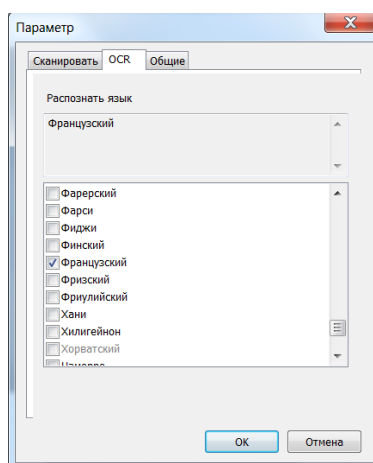 Параметр
Сканировать OCR Общие
Распознать язык
Французский
Фарерский
Фарси
Фиджи
Финский
Французский
Фризский
Фриулийский
Хани
Хилигейнон
Хорватский
OK Отмена